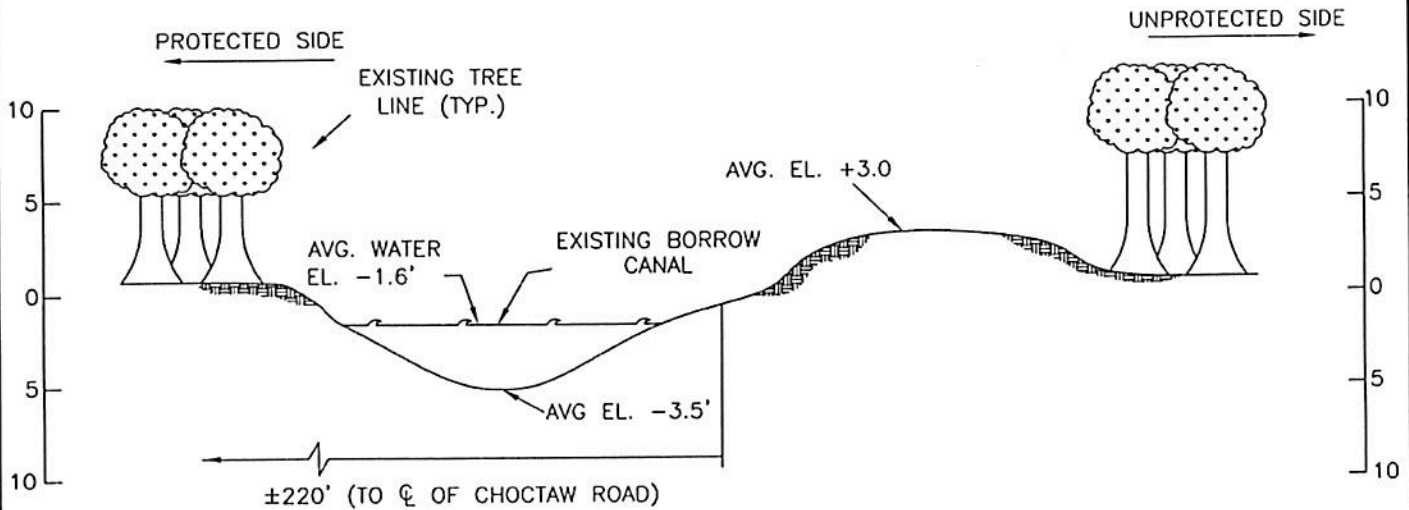 UNPROTECTED SIDE
PROTECTED SIDE
EXISTING TREE
LINE (TYP.)
10
10
AVG. EL. +3.0
5
5
AVG. WATER
EL. -1.6'
EXISTING BORROW
CANAL
0
0
5
5
AVG EL. -3.5'
10
10
±220' (TO ℄ OF CHOCTAW ROAD)